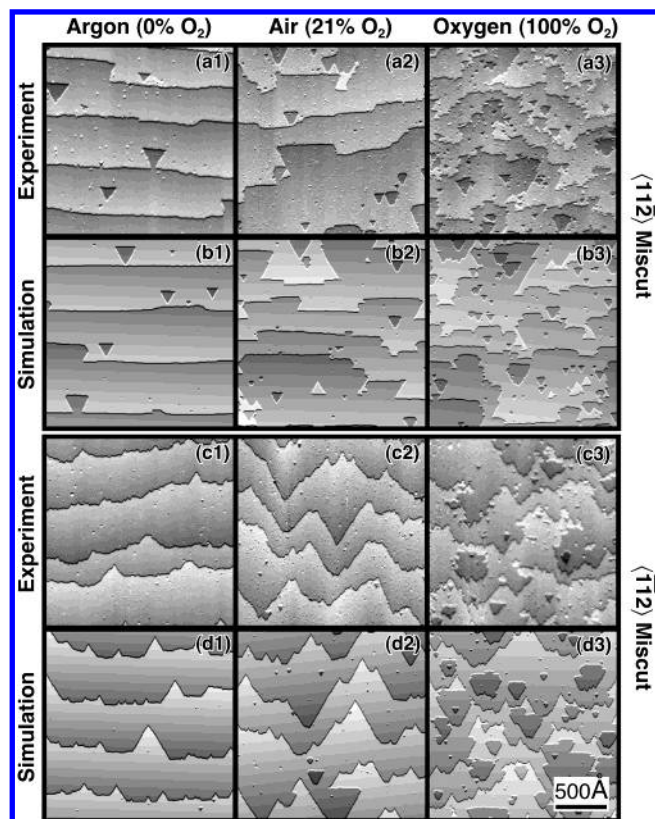 Argon (0% O₂) Air (21% O₂) Oxygen (100% O₂)
Experiment (a1) (a2) (a3)
Simulation (b1) (b2) (b3)
⟨112̄⟩ Miscut
Experiment (c1) (c2) (c3)
Simulation (d1) (d2) (d3)
⟨1̄1̄2⟩ Miscut
500Å